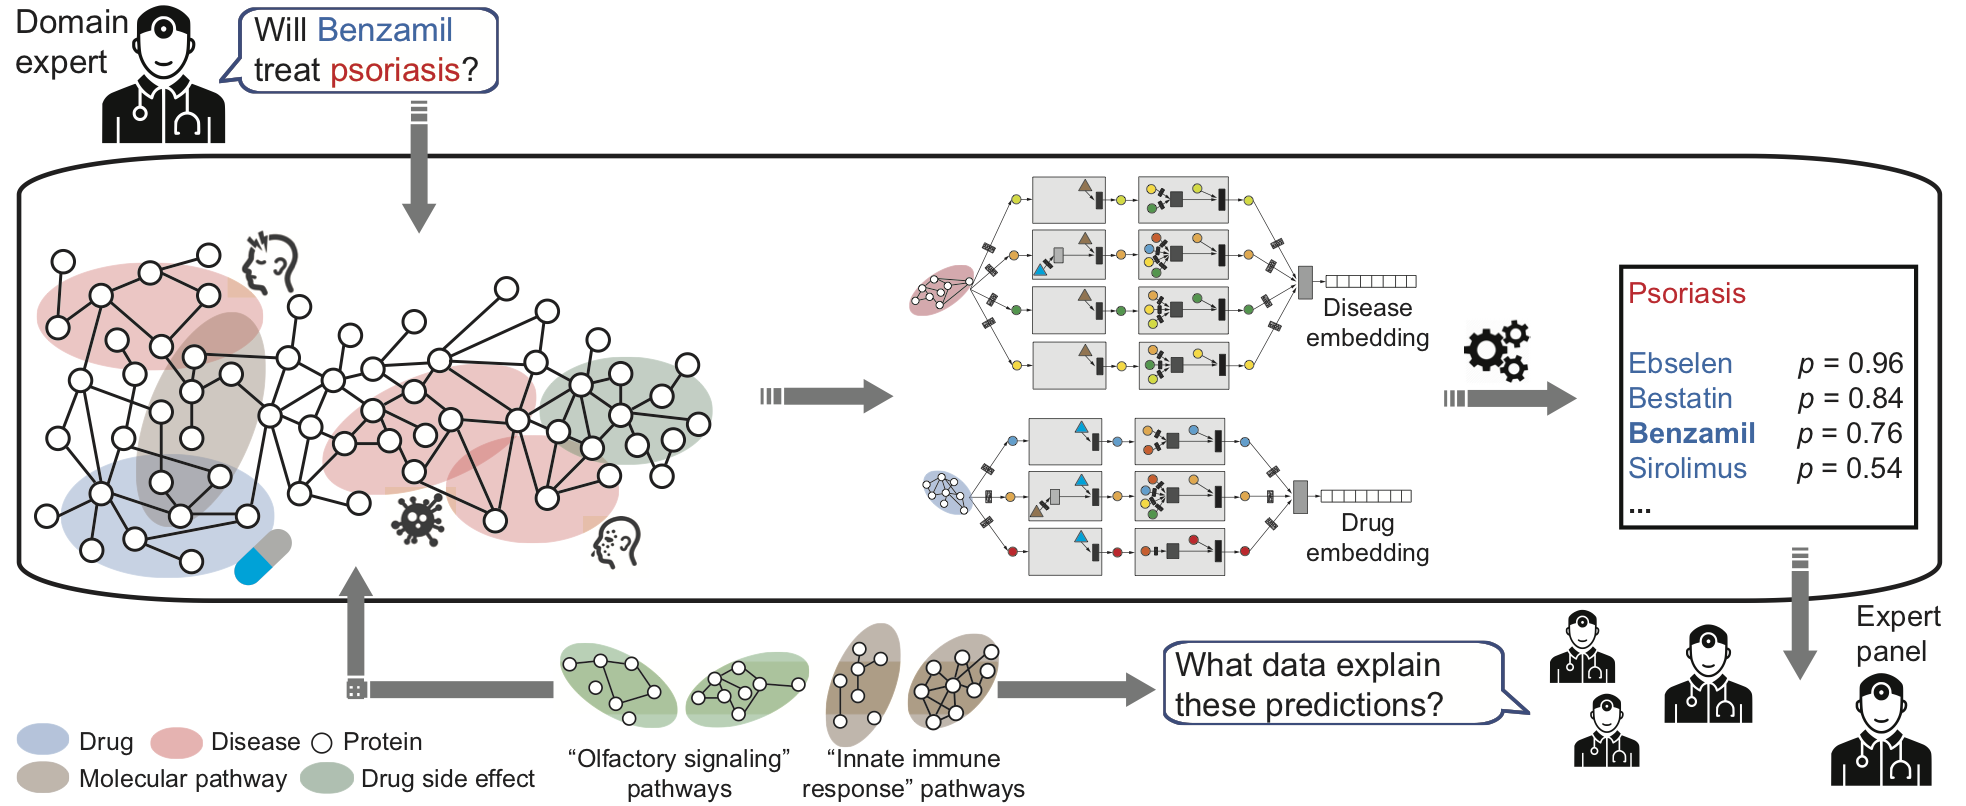 Domain
expert
Will Benzamil
treat psoriasis?
Disease
embedding
Drug
embedding
Psoriasis
Ebselen p = 0.96
Bestatin p = 0.84
Benzamil p = 0.76
Sirolimus p = 0.54
...
Expert
panel
What data explain
these predictions?
“Olfactory signaling”
pathways
“Innate immune
response” pathways
Drug Disease Protein
Molecular pathway Drug side effect